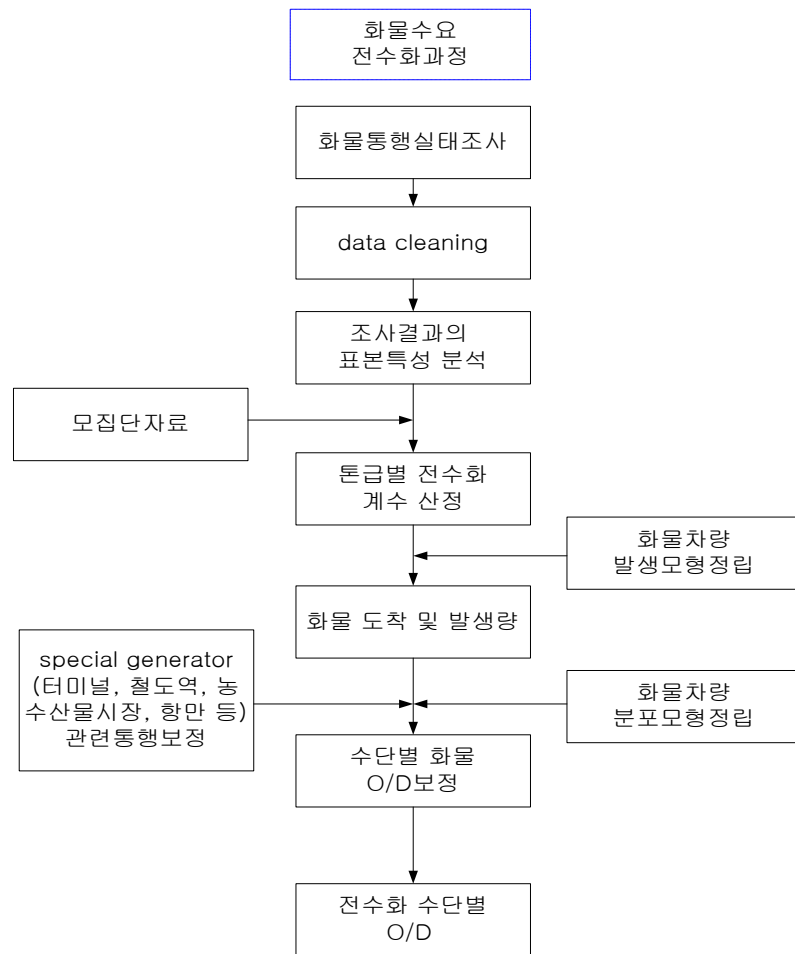 화물수요
전수화과정
화물통행실태조사
data cleaning
조사결과의
표본특성 분석
모집단자료
톤급별 전수화
계수 산정
화물차량
발생모형정립
화물 도착 및 발생량
special generator
(터미널, 철도역, 농
수산물시장, 항만 등)
관련통행보정
화물차량
분포모형정립
수단별 화물
O/D보정
전수화 수단별
O/D